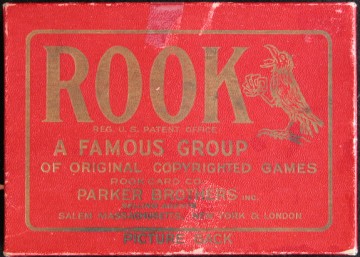 ROOK
REG. U. S. PATENT OFFICE
A FAMOUS GROUP
OF ORIGINAL COPYRIGHTED GAMES
ROOK CARD CO.
PARKER BROTHERS INC.
SALEM, MASSACHUSETTS, NEW YORK & LONDON
PICTURE BACK